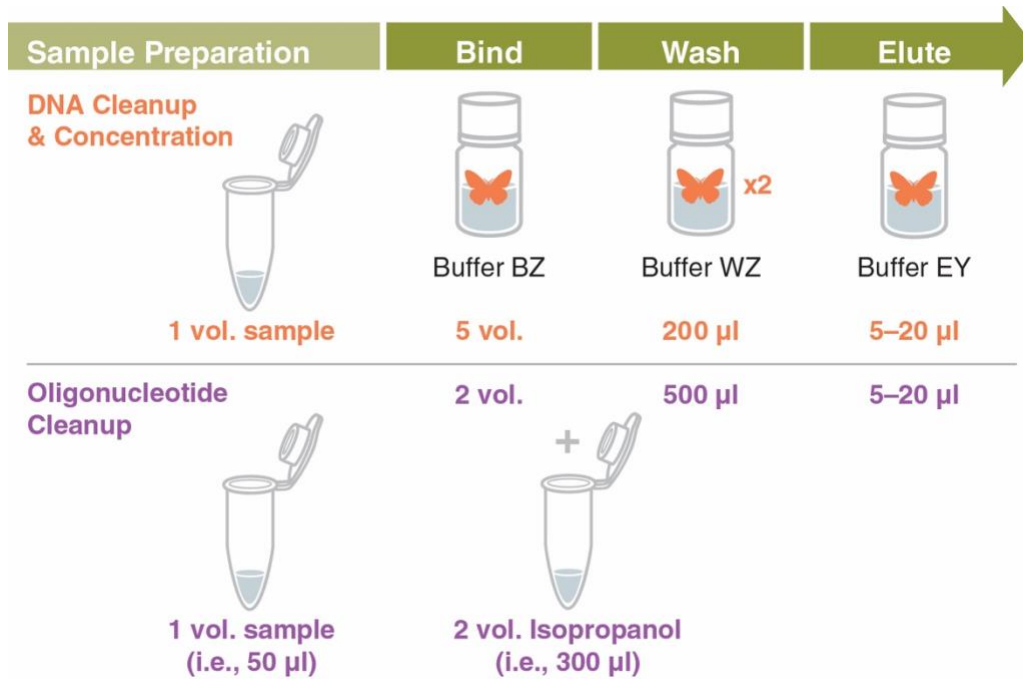 Sample Preparation
Bind
Wash
Elute
DNA Cleanup
& Concentration
x2
Buffer BZ
Buffer WZ
Buffer EY
1 vol. sample
5 vol.
200 µl
5–20 µl
Oligonucleotide
Cleanup
2 vol.
500 µl
5–20 µl
+
1 vol. sample
(i.e., 50 µl)
2 vol. Isopropanol
(i.e., 300 µl)